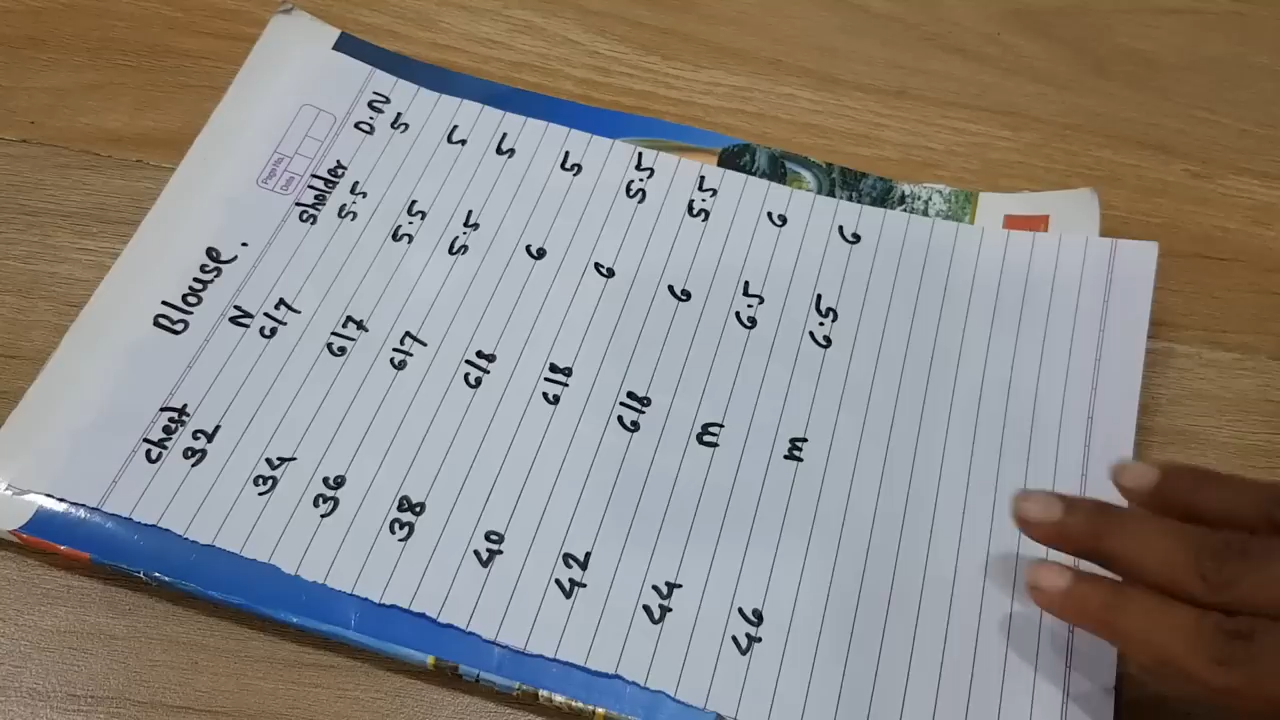 Page No.
Date
Blouse.
chest N sholder D.N
32 6/7 5.5 5
34 6/7 5.5 5
36 6/7 5.5 5
38 6/8 6 5
40 6/8 6 5.5
42 6/8 6 5.5
44 m 6.5 6
46 m 6.5 6